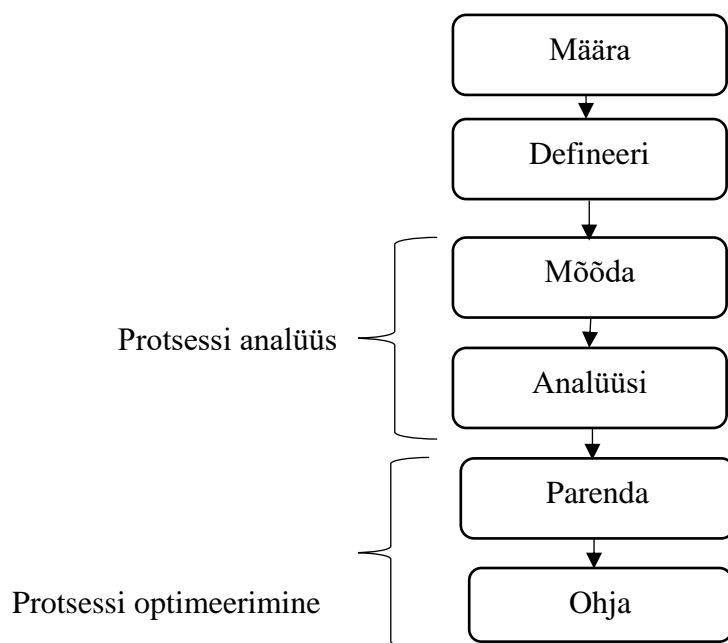 Määra
Defineeri
Mõõda
Protsessi analüüs
Analüüsi
Parenda
Protsessi optimeerimine
Ohja